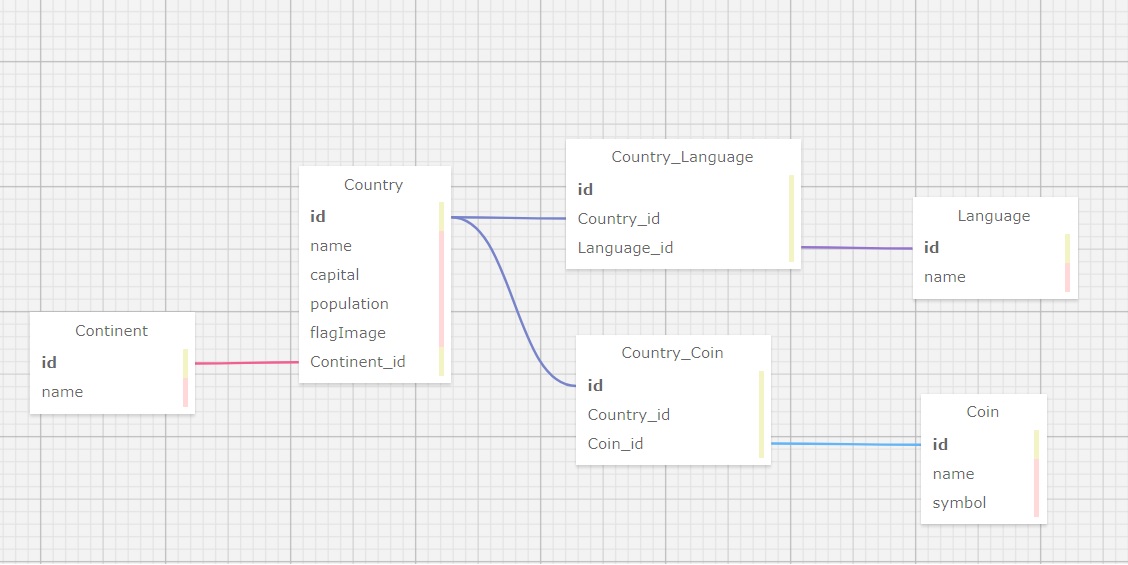 Continent
id
name
Country
id
name
capital
population
flagImage
Continent_id
Country_Language
id
Country_id
Language_id
Country_Coin
id
Country_id
Coin_id
Language
id
name
Coin
id
name
symbol